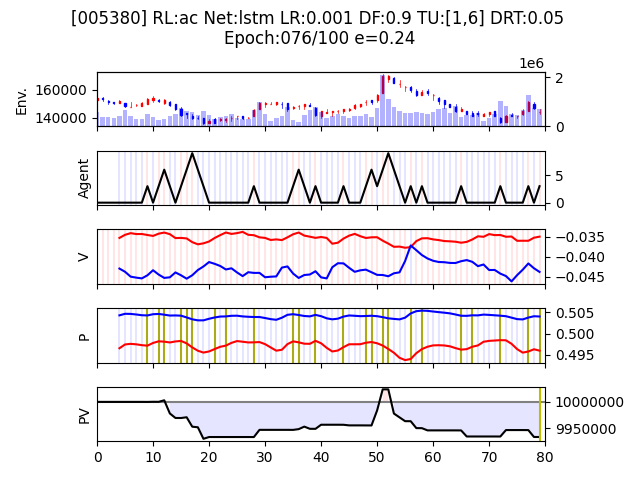 [005380] RL:ac Net:lstm LR:0.001 DF:0.9 TU:[1,6] DRT:0.05
Epoch:076/100 e=0.24
1e6
Env.
160000
140000
2
0
Agent
5
0
V
−0.035
−0.040
−0.045
P
0.505
0.500
0.495
PV
10000000
9950000
0 10 20 30 40 50 60 70 80